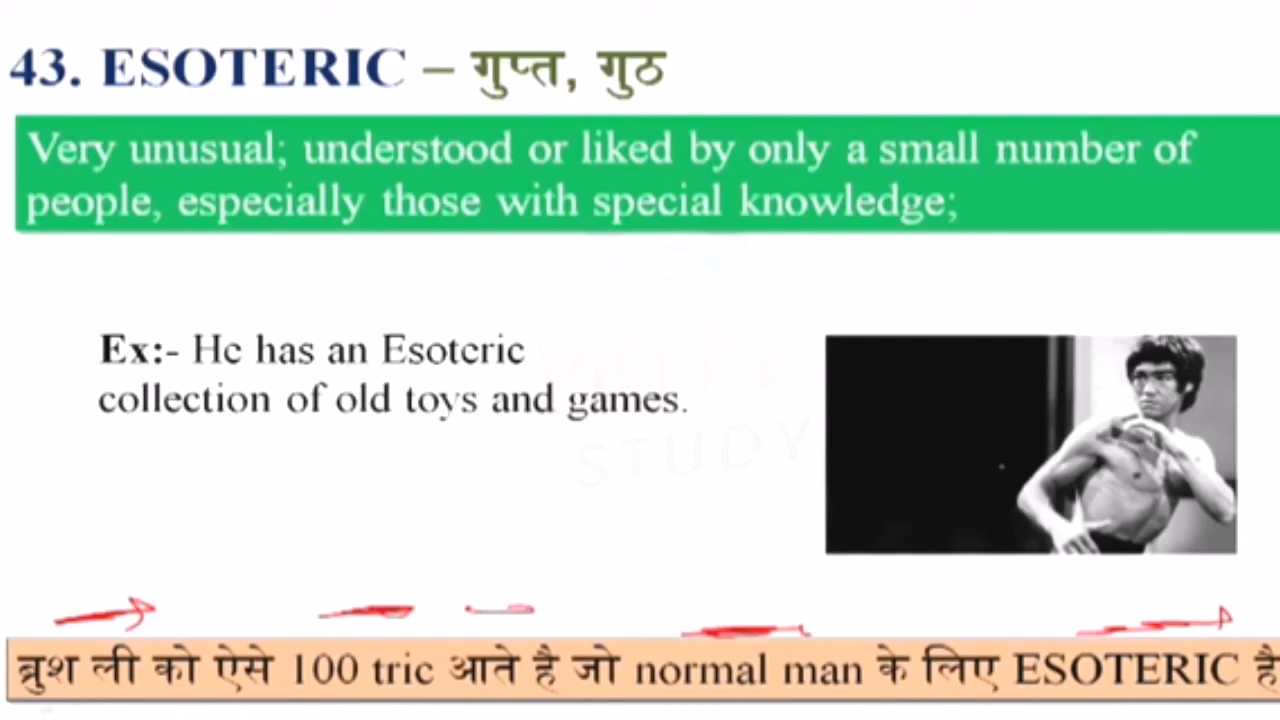 43. ESOTERIC – गुप्त, गुठ
Very unusual; understood or liked by only a small number of
people, especially those with special knowledge;
Ex:- He has an Esoteric
collection of old toys and games.
STUDY
ब्रुश ली को ऐसे 100 tric आते है जो normal man के लिए ESOTERIC है